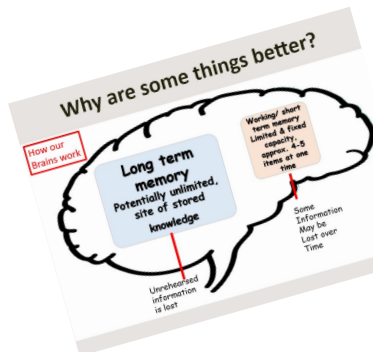 Why are some things better?
How our
Brains work
Long term
memory
Potentially unlimited,
site of stored
knowledge
Working/ short
term memory
Limited & fixed
capacity,
approx. 4-5
items at one
time
Unrehearsed
information
is lost
Some
Information
May be
Lost over
Time